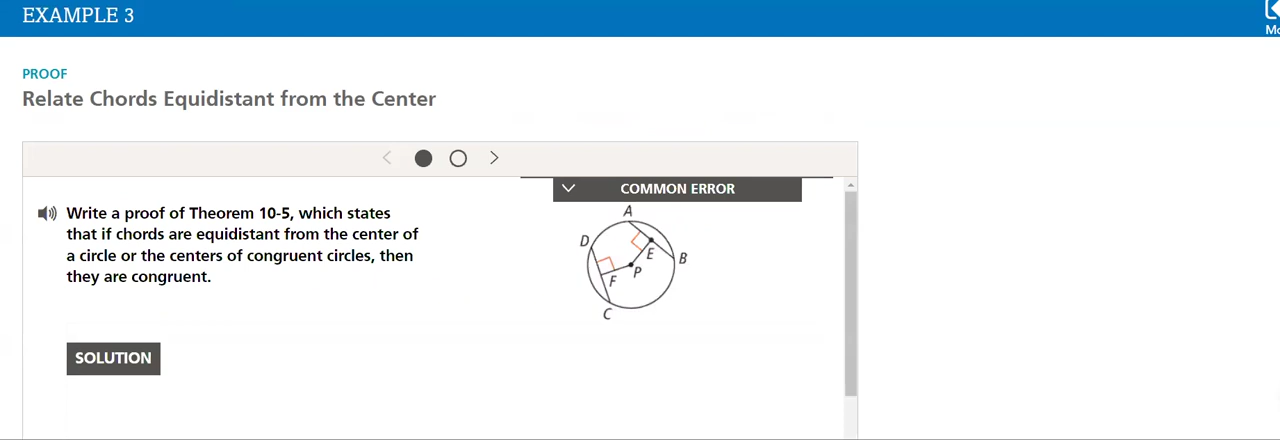 EXAMPLE 3
PROOF
Relate Chords Equidistant from the Center
COMMON ERROR
Write a proof of Theorem 10-5, which states
that if chords are equidistant from the center of
a circle or the centers of congruent circles, then
they are congruent.
A
D
E
B
P
F
C
SOLUTION